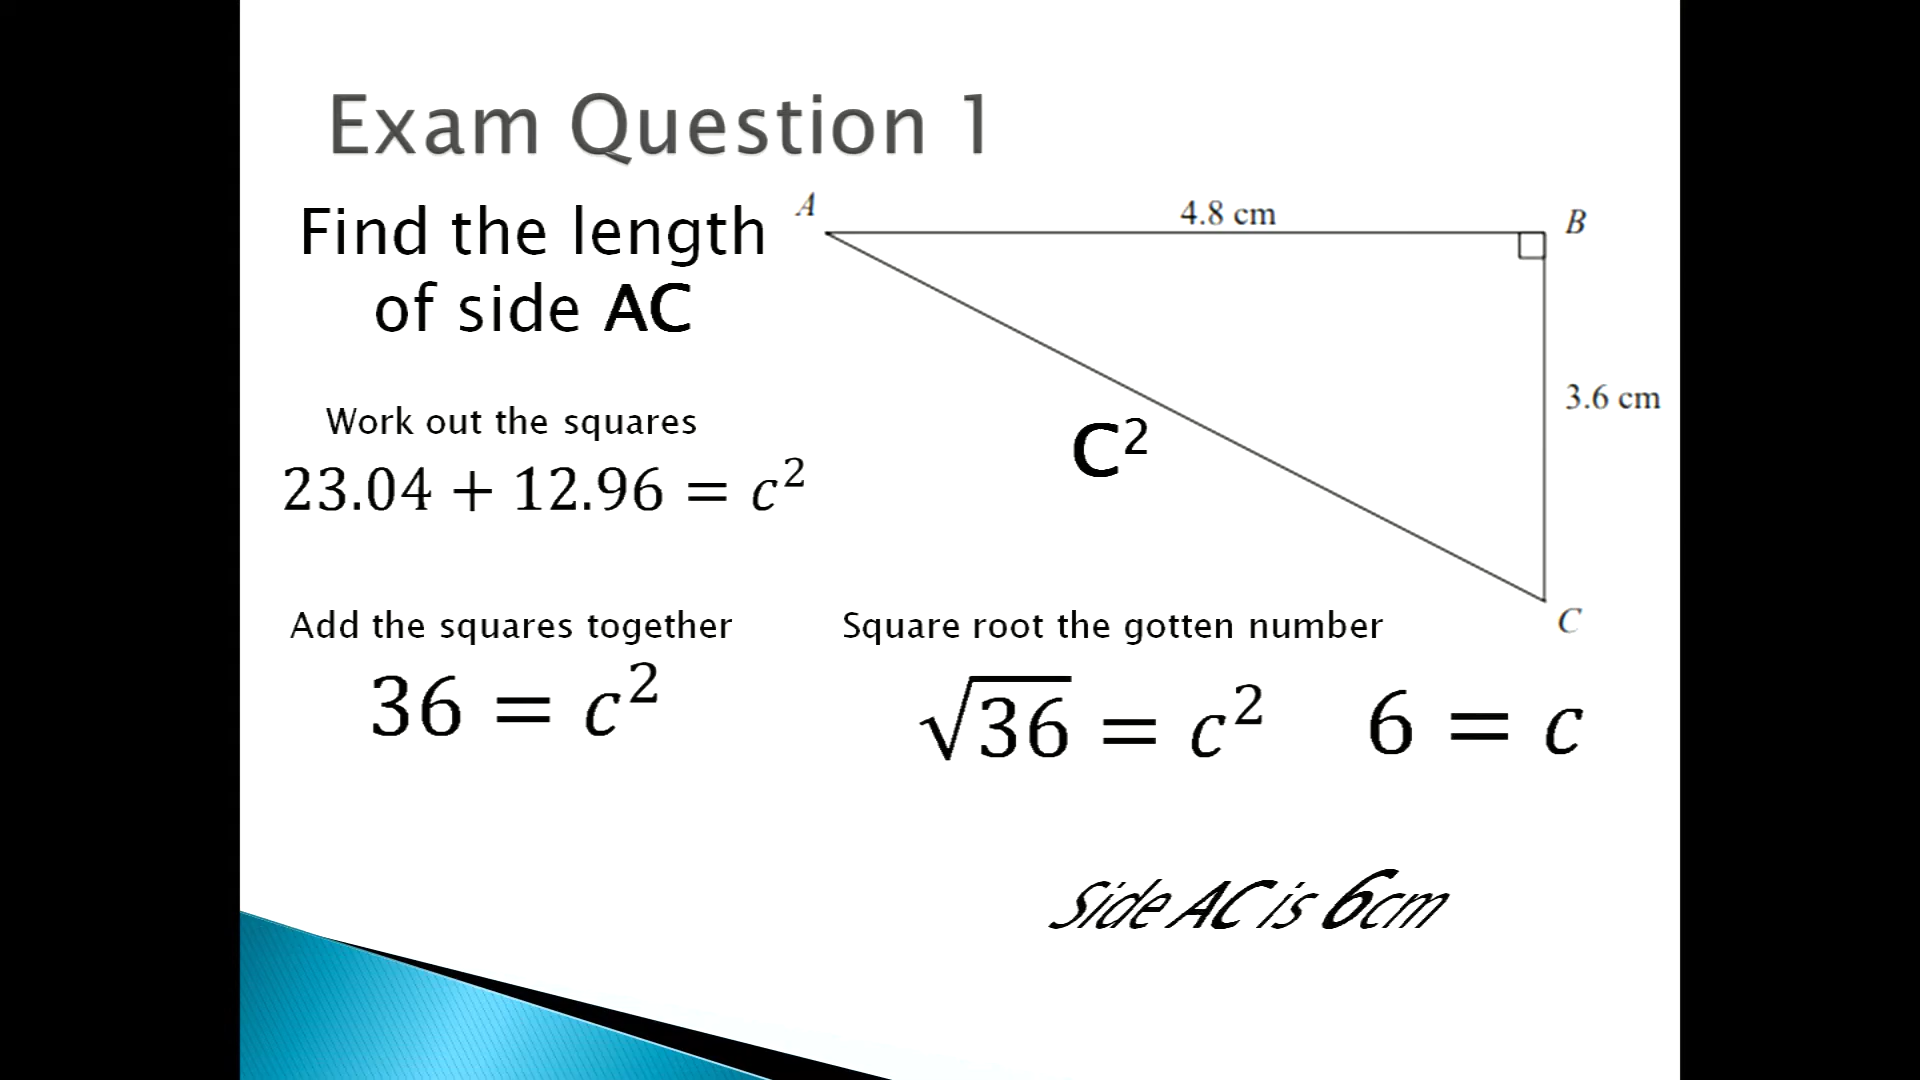 Exam Question 1
Find the length
of side AC
A
4.8 cm
B
3.6 cm
C²
C
Work out the squares
23.04 + 12.96 = c²
Add the squares together
36 = c²
Square root the gotten number
√36 = c²
6 = c
Side AC is 6cm